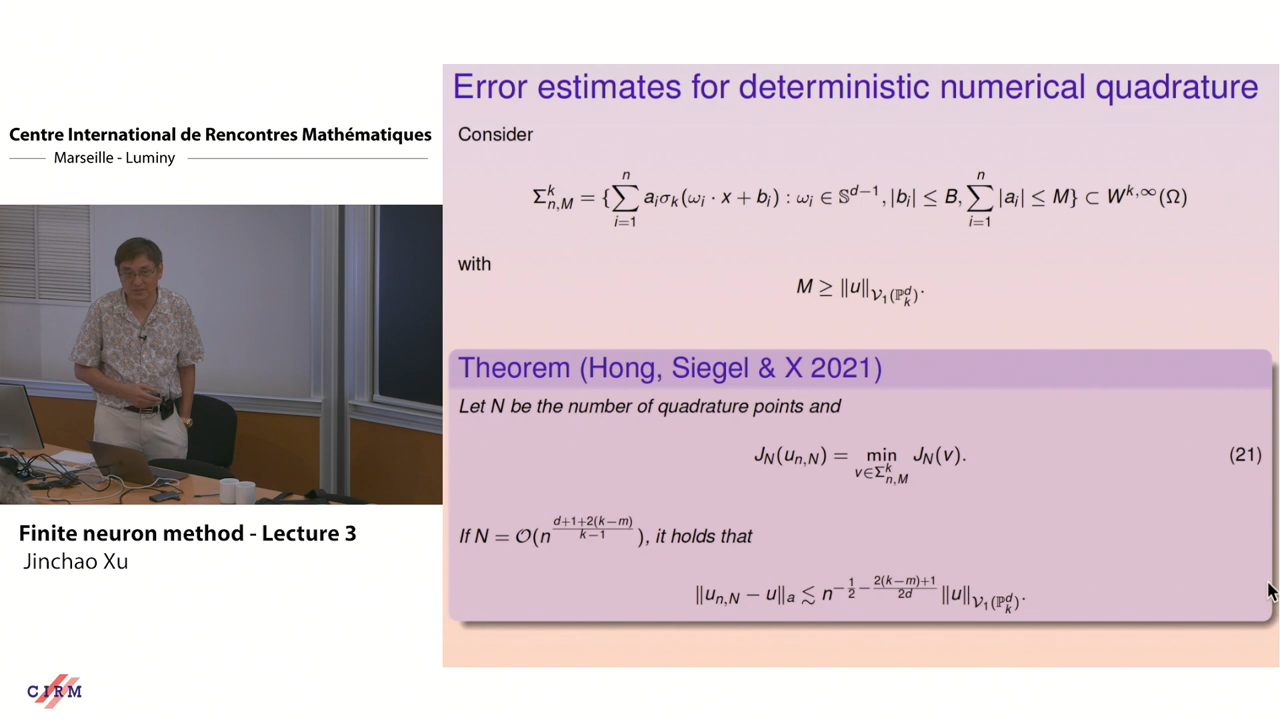 Centre International de Rencontres Mathématiques
Marseille - Luminy
Finite neuron method - Lecture 3
Jinchao Xu
CIRM
Error estimates for deterministic numerical quadrature
Consider
Σ^k_{n,M} = {∑_{i=1}^{n} a_iσ_k(ω_i · x + b_i) : ω_i ∈ 𝕊^{d−1}, |b_i| ≤ B, ∑_{i=1}^{n} |a_i| ≤ M} ⊂ W^{k,∞}(Ω)
with
M ≥ ‖u‖_{𝒱_1(ℙ^d_k)}.
Theorem (Hong, Siegel & X 2021)
Let N be the number of quadrature points and
J_N(u_{n,N}) = min_{v∈Σ^k_{n,M}} J_N(v). (21)
If N = 𝒪(n^{\frac{d+1+2(k−m)}{k−1}}), it holds that
‖u_{n,N} − u‖_a ≲ n^{−\frac{1}{2}−\frac{2(k−m)+1}{2d}} ‖u‖_{𝒱_1(ℙ^d_k)}.